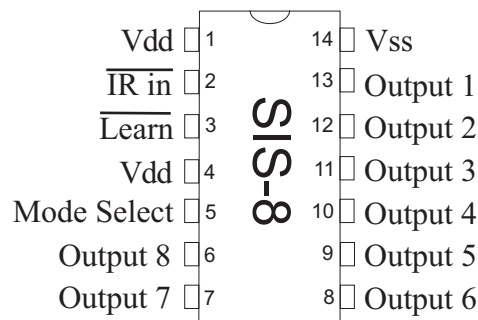 Vdd 1 14 Vss
IR in 2 13 Output 1
Learn 3 12 Output 2
Vdd 4 11 Output 3
Mode Select 5 10 Output 4
Output 8 6 9 Output 5
Output 7 7 8 Output 6
SIS-8